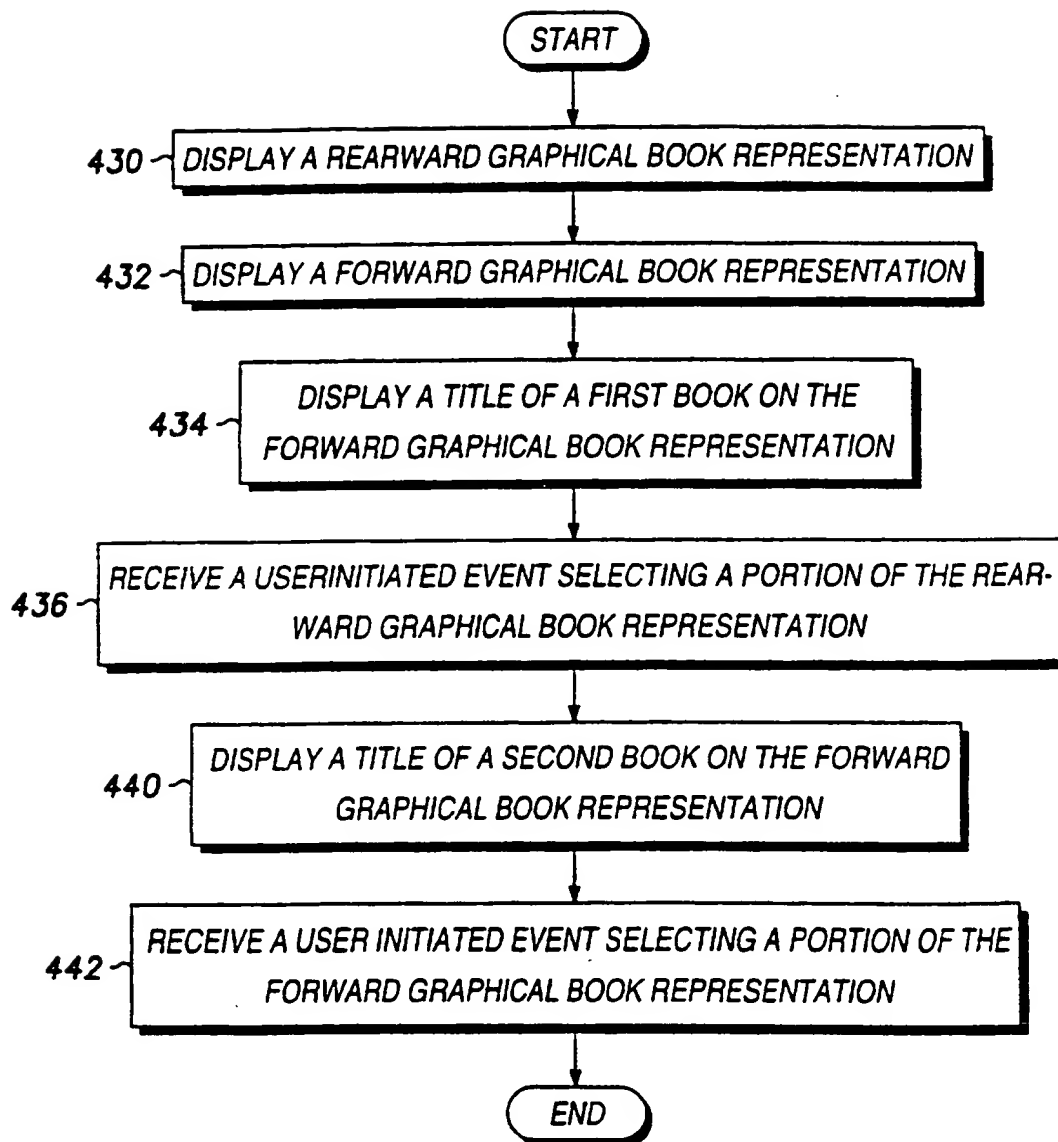 START
430 DISPLAY A REARWARD GRAPHICAL BOOK REPRESENTATION
432 DISPLAY A FORWARD GRAPHICAL BOOK REPRESENTATION
DISPLAY A TITLE OF A FIRST BOOK ON THE
434
FORWARD GRAPHICAL BOOK REPRESENTATION
RECEIVE A USERINITIATED EVENT SELECTING A PORTION OF THE REAR-
436
WARD GRAPHICAL BOOK REPRESENTATION
DISPLAY A TITLE OF A SECOND BOOK ON THE FORWARD
440
GRAPHICAL BOOK REPRESENTATION
RECEIVE A USER INITIATED EVENT SELECTING A PORTION OF THE
442
FORWARD GRAPHICAL BOOK REPRESENTATION
END